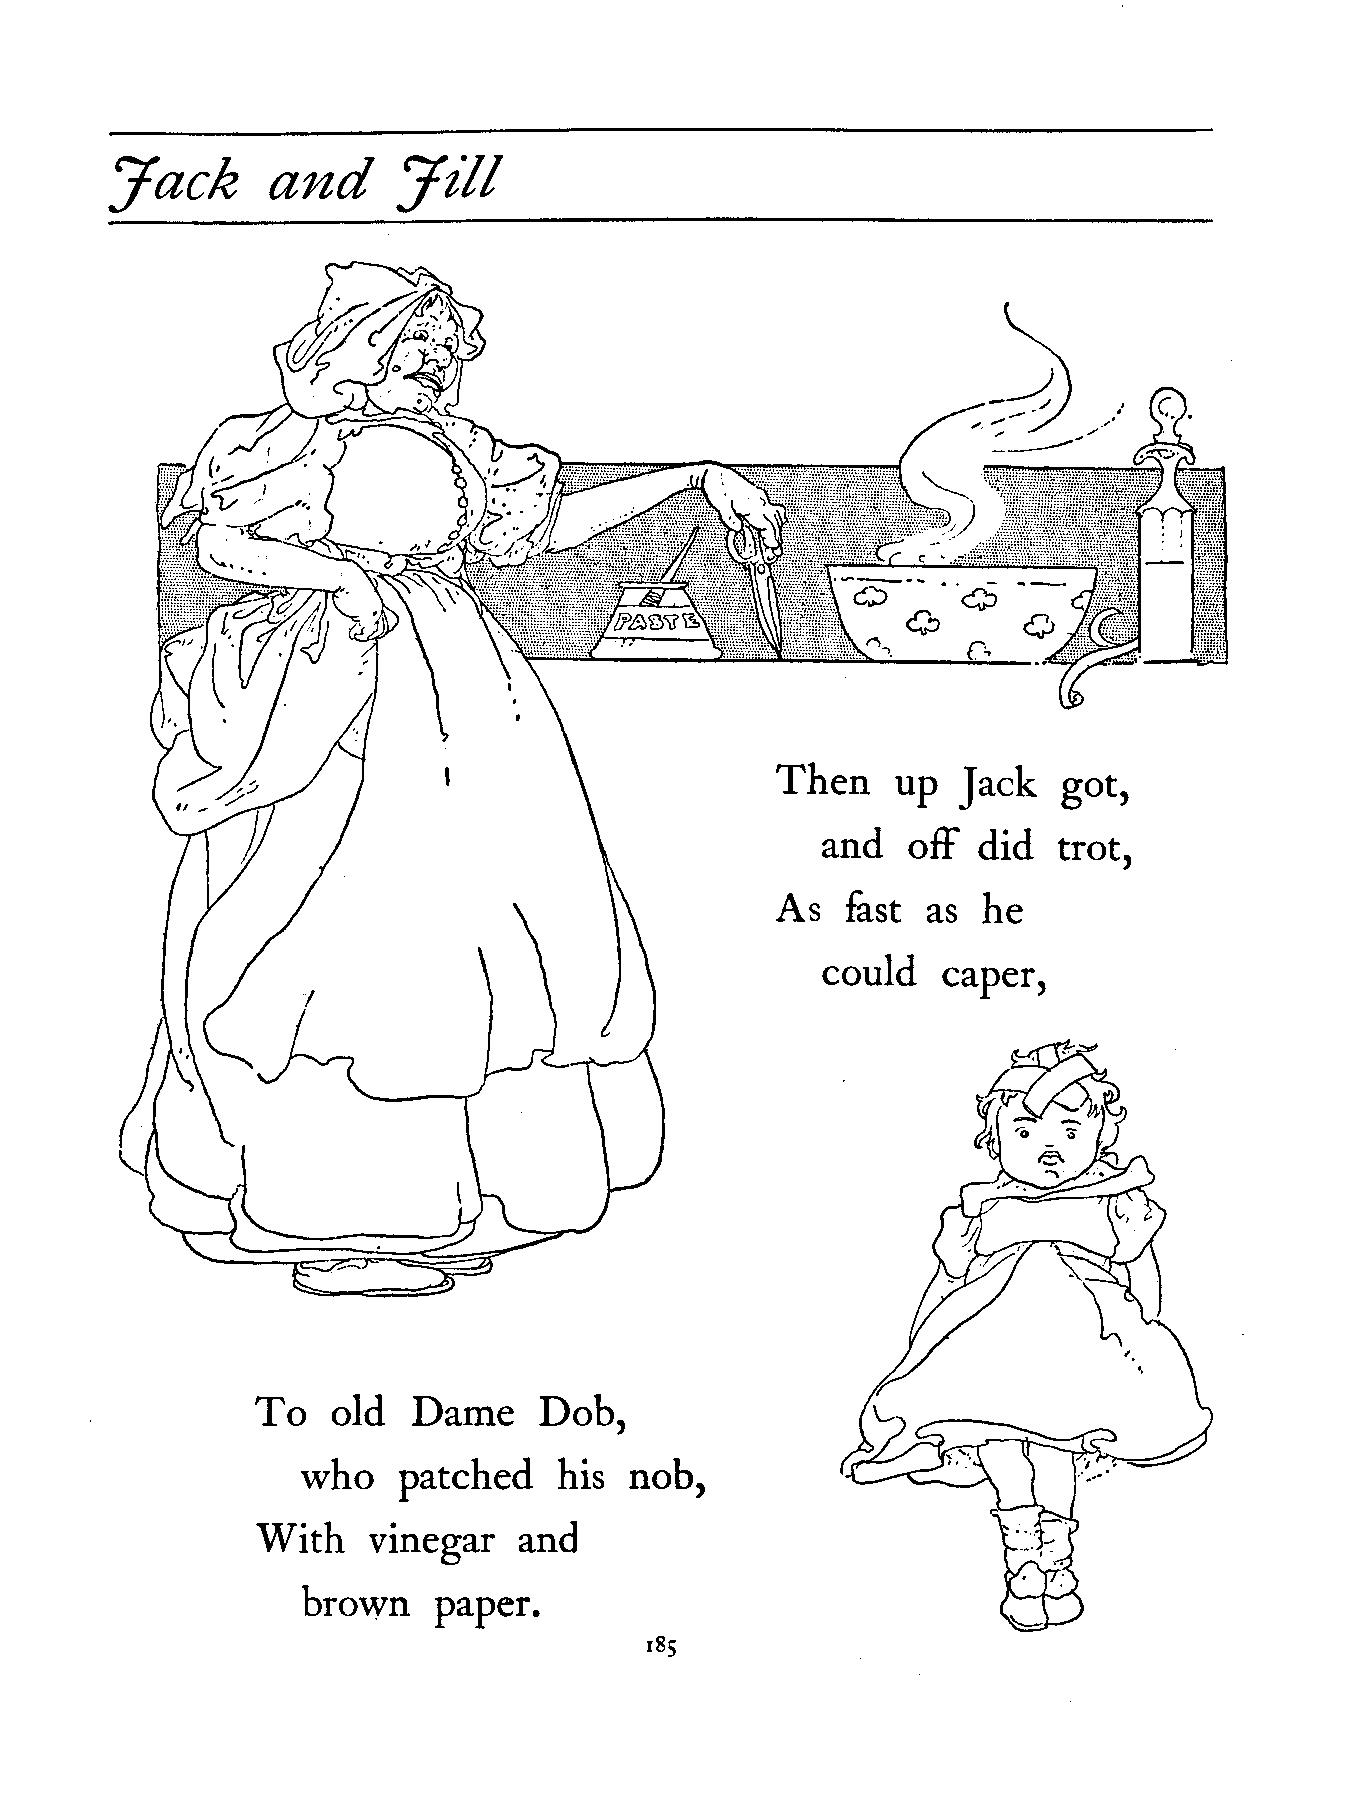 Jack and Jill
PASTE
Then up Jack got,
and off did trot,
As fast as he
could caper,
To old Dame Dob,
who patched his nob,
With vinegar and
brown paper.
185